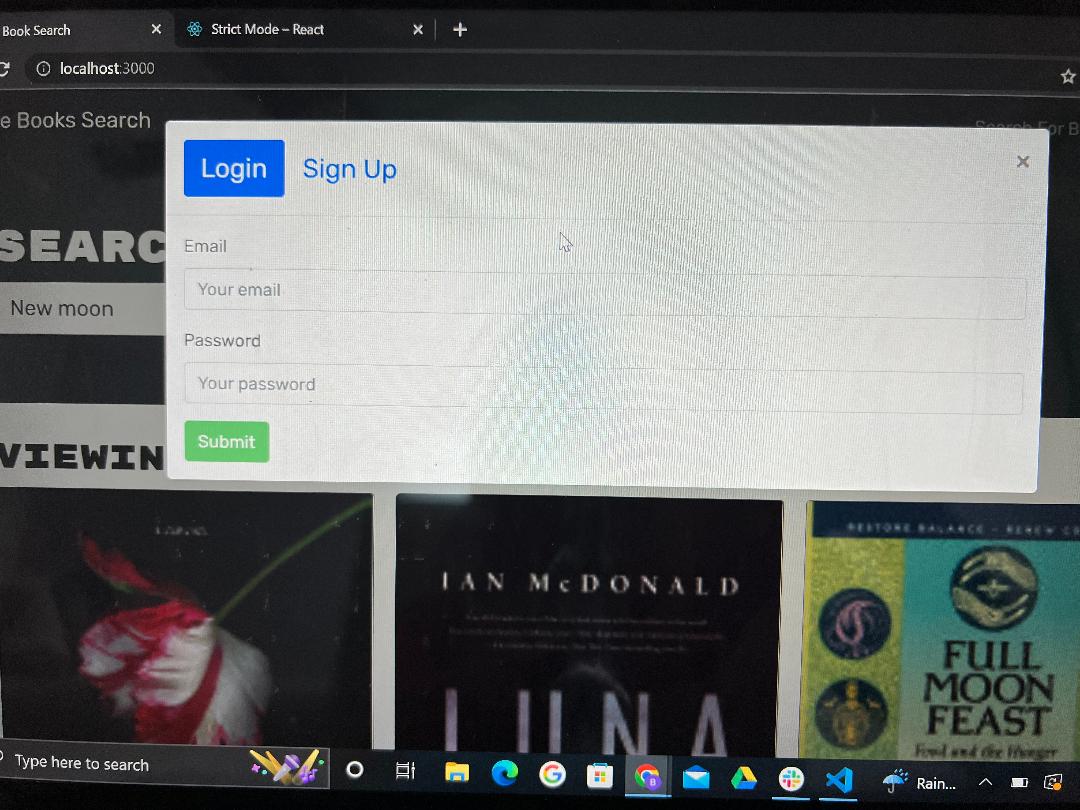 Book Search
Strict Mode – React
localhost:3000
e Books Search
Search For B
Login
Sign Up
SEARC
Email
Your email
New moon
Password
Your password
Submit
VIEWIN
IAN McDONALD
LUNA
RESTORE BALANCE – RENEW
FULL
MOON
FEAST
Food and the Hunger
Type here to search
Rain...